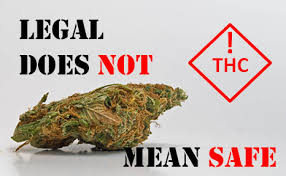 LEGAL
DOES NOT
!
THC
MEAN SAFE